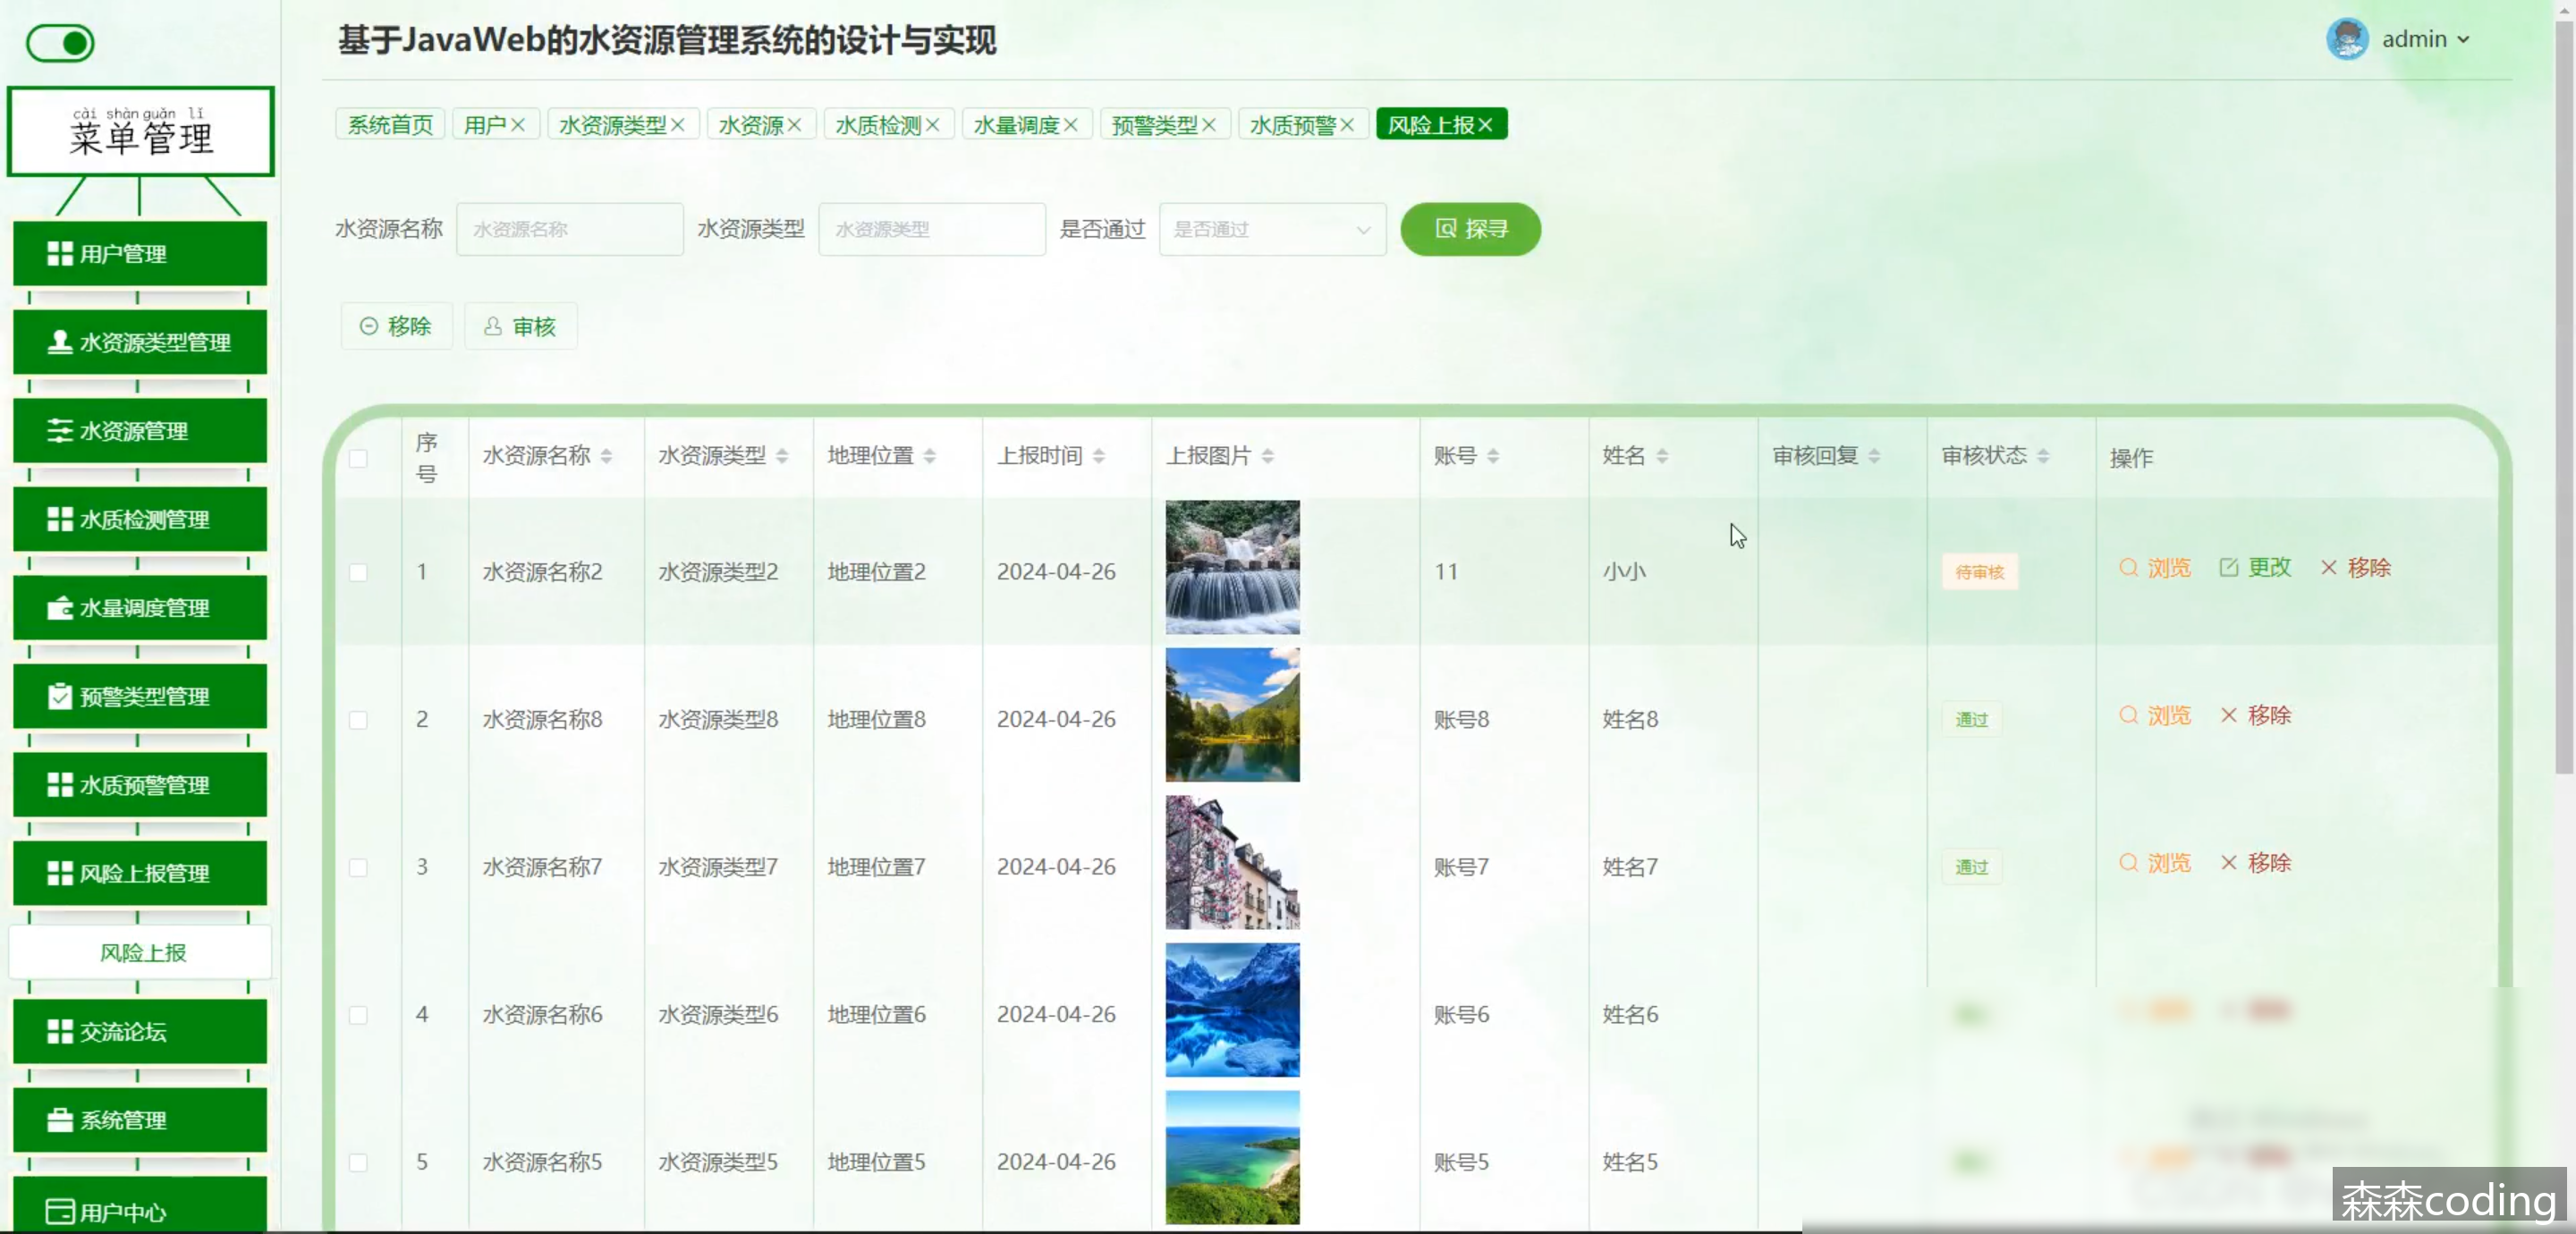 基于JavaWeb的水资源管理系统的设计与实现
admin
cài shàn guǎn lǐ
菜单管理
系统首页 用户 水资源类型 水资源 水质检测 水量调度 预警类型 水质预警 风险上报
水资源名称 水资源名称 水资源类型 水资源类型 是否通过 是否通过 探寻
移除 审核
用户管理
水资源类型管理
水资源管理
水质检测管理
水量调度管理
预警类型管理
水质预警管理
风险上报管理
风险上报
交流论坛
系统管理
用户中心
序号 水资源名称 水资源类型 地理位置 上报时间 上报图片 账号 姓名 审核回复 审核状态 操作
1 水资源名称2 水资源类型2 地理位置2 2024-04-26 11 小小 待审核 浏览 更改 移除
2 水资源名称8 水资源类型8 地理位置8 2024-04-26 账号8 姓名8 通过 浏览 移除
3 水资源名称7 水资源类型7 地理位置7 2024-04-26 账号7 姓名7 通过 浏览 移除
4 水资源名称6 水资源类型6 地理位置6 2024-04-26 账号6 姓名6
5 水资源名称5 水资源类型5 地理位置5 2024-04-26 账号5 姓名5
森森coding